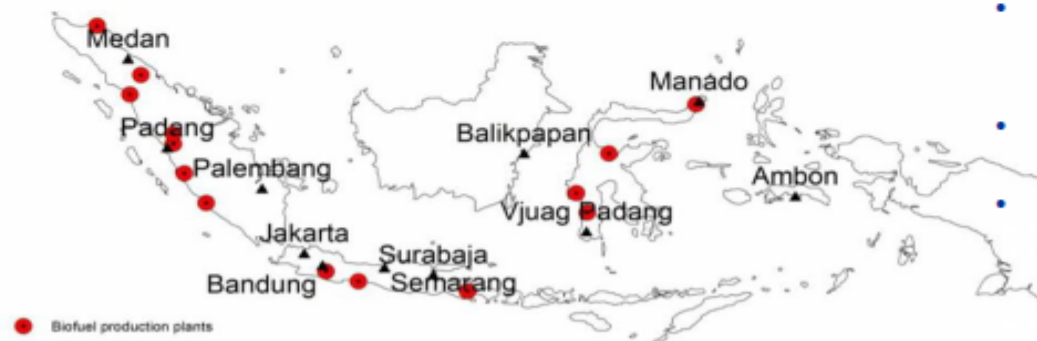 Medan
Manado
Padang
Balikpapan
Palembang
Ambon
Vjuag Padang
Jakarta
Surabaja
Bandung
Semarang
Biofuel production plants